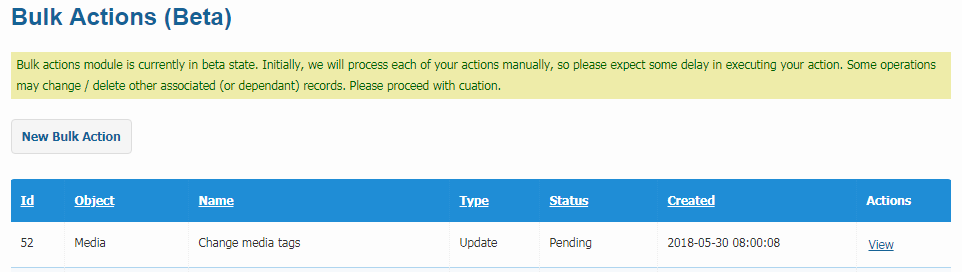 Bulk Actions (Beta)
Bulk actions module is currently in beta state. Initially, we will process each of your actions manually, so please expect some delay in executing your action. Some operations
may change / delete other associated (or dependant) records. Please proceed with cuation.
New Bulk Action
Id Object Name Type Status Created Actions
52 Media Change media tags Update Pending 2018-05-30 08:00:08 View